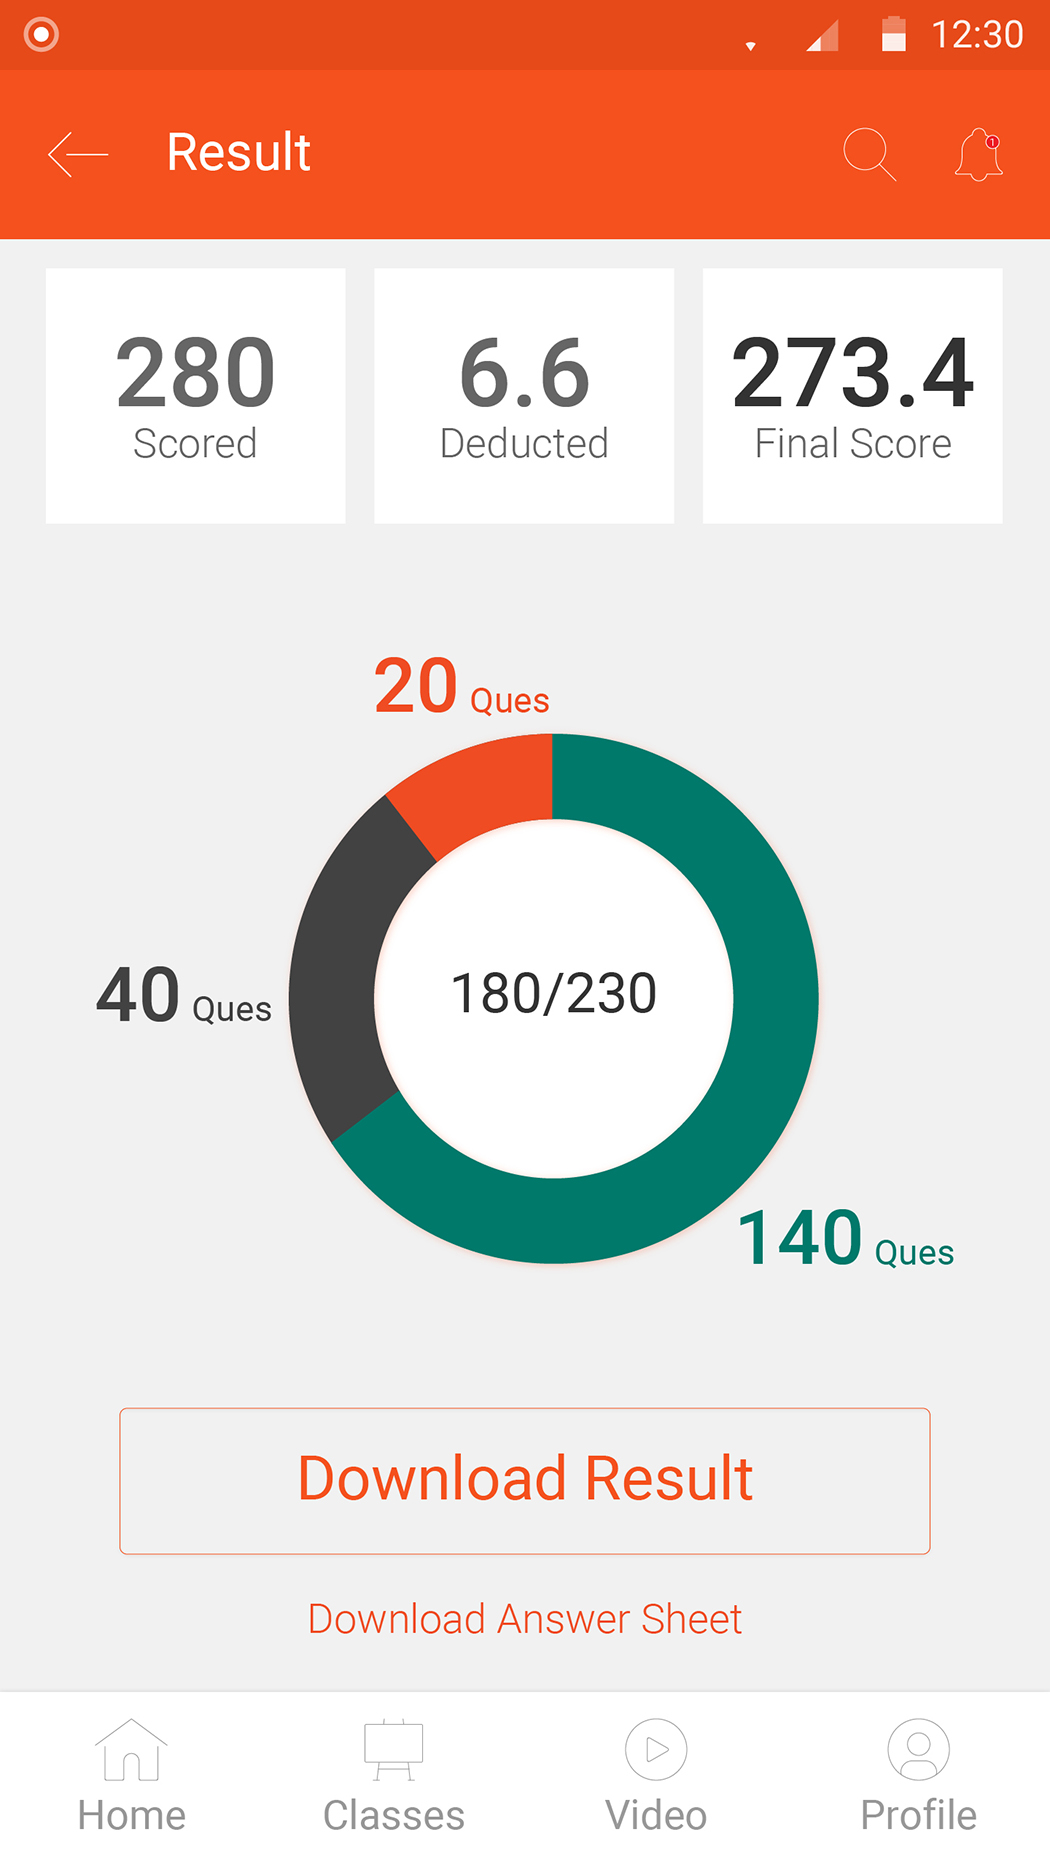 12:30
Result
1
280
Scored
6.6
Deducted
273.4
Final Score
20 Ques
40 Ques
180/230
140 Ques
Download Result
Download Answer Sheet
Home
Classes
Video
Profile